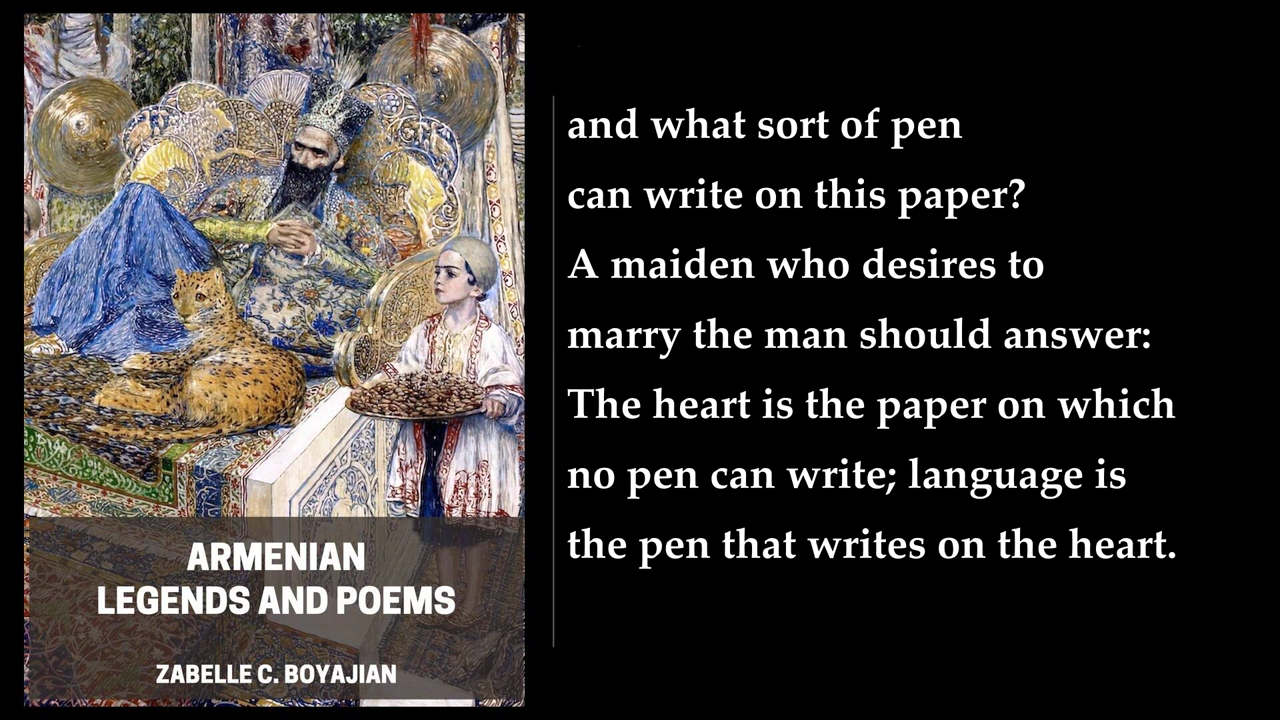 ARMENIAN
LEGENDS AND POEMS
ZABELLE C. BOYAJIAN
and what sort of pen
can write on this paper?
A maiden who desires to
marry the man should answer:
The heart is the paper on which
no pen can write; language is
the pen that writes on the heart.